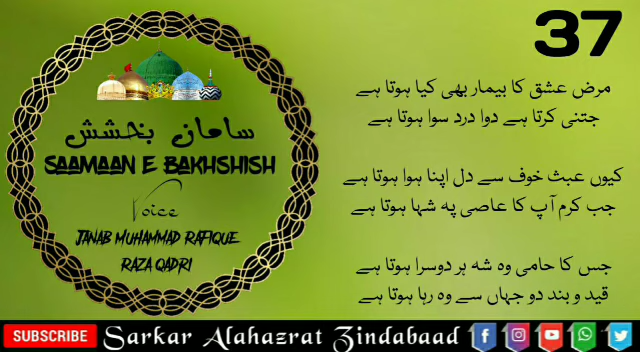 37
سامان بخشش
SAAMAAN E BAKHSHISH
Voice
JANAB MUHAMMAD RAFIQUE
RAZA QADRI
مرض عشق کا بیمار بھی کیا ہوتا ہے
جتنی کرتا ہے دوا درد سوا ہوتا ہے
کیوں عبث خوف سے دل اپنا ہوا ہوتا ہے
جب کرم آپ کا عاصی پہ شہا ہوتا ہے
جس کا حامی وہ شہ ہر دوسرا ہوتا ہے
قید و بند دو جہاں سے وہ رہا ہوتا ہے
SUBSCRIBE Sarkar Alahazrat Zindabaad